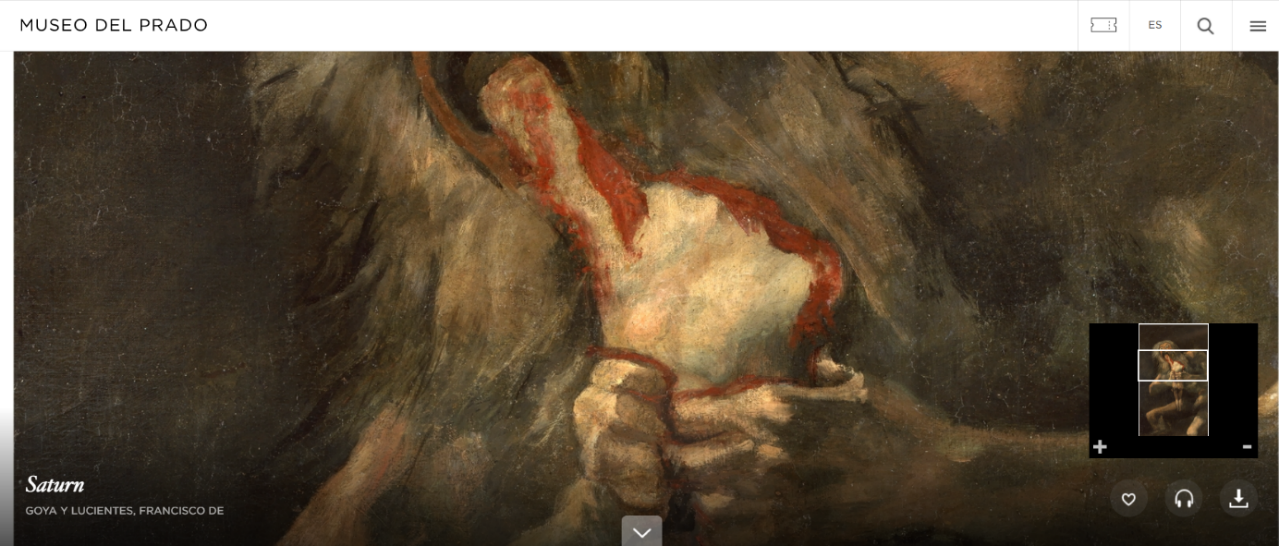 MUSEO DEL PRADO
ES
Saturn
GOYA Y LUCIENTES, FRANCISCO DE